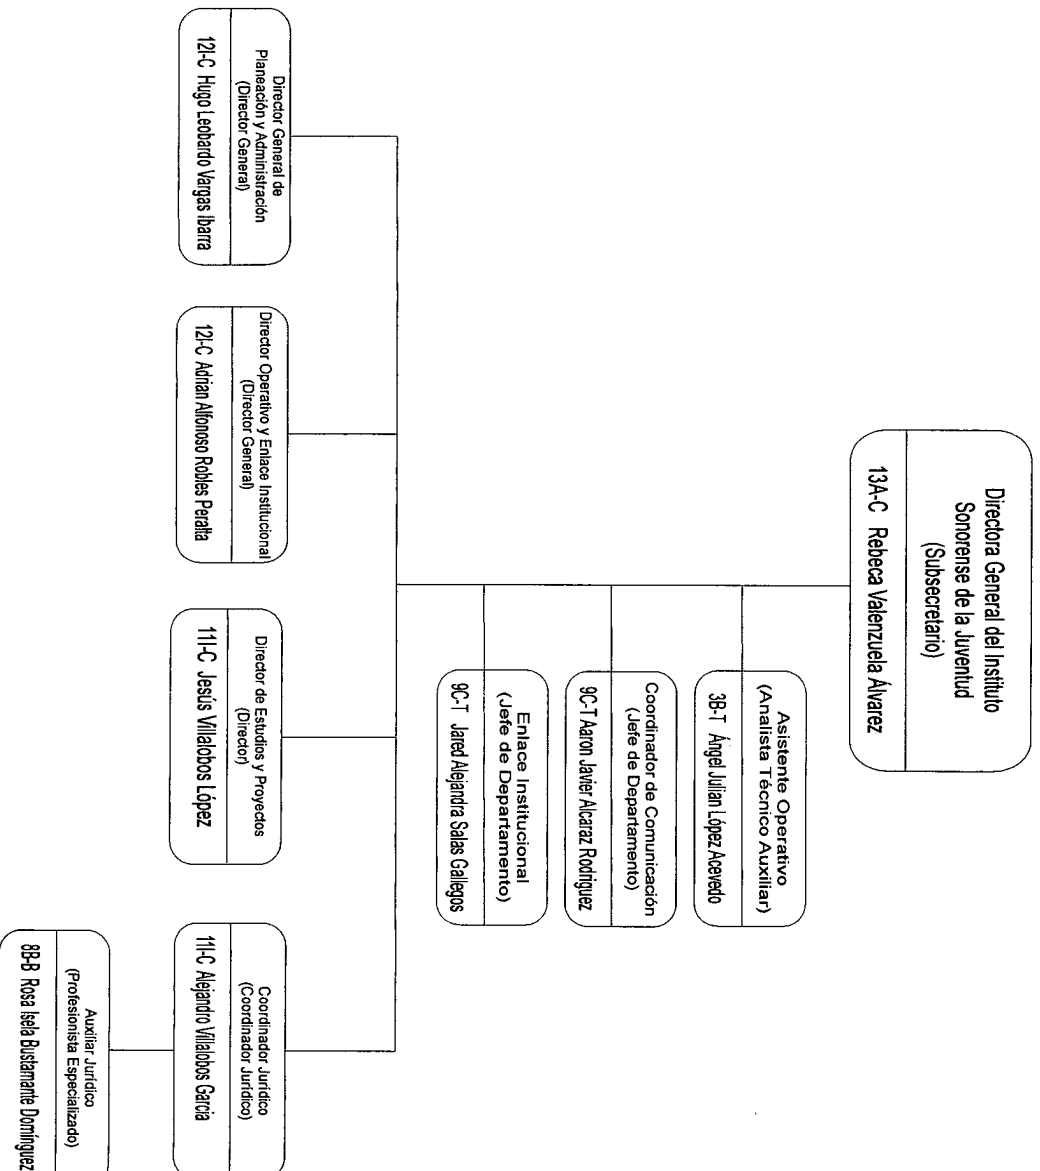 Directora General del Instituto
Sonorense de la Juventud
(Subsecretario)
13A-C Rebeca Valenzuela Álvarez
Asistente Operativo
(Analista Técnico Auxiliar)
3B-T Ángel Julian López Acevedo
Coordinador de Comunicación
(Jefe de Departamento)
9C-T Aaron Javier Alcaraz Rodriguez
Enlace Institucional
(Jefe de Departamento)
9C-T Jared Alejandra Salas Gallegos
Director General de
Planeación y Administración
(Director General)
12I-C Hugo Leobardo Vargas Ibarra
Director Operativo y Enlace Institucional
(Director General)
12I-C Adrian Alfonoso Robles Peralta
Director de Estudios y Proyectos
(Director)
11I-C Jesús Villalobos López
Coordinador Jurídico
(Coordinador Jurídico)
11I-C Alejandro Villalobos Garcia
Auxiliar Jurídico
(Profesionista Especializado)
8B-B Rosa Isela Bustamante Domínguez